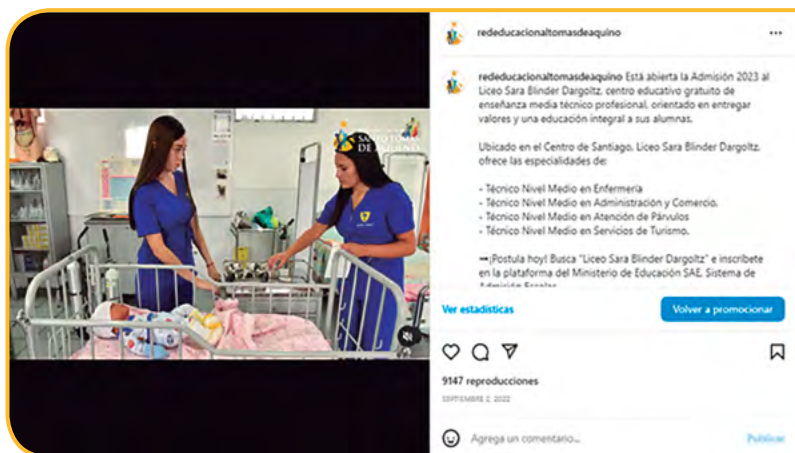 SANTO TOMAS
DE AQUINO
rededucacionaltomasdeaquino
rededucacionaltomasdeaquino Está abierta la Admisión 2023 al
Liceo Sara Blinder Dargoltz, centro educativo gratuito de
enseñanza media técnico profesional, orientado en entregar
valores y una educación integral a sus alumnas.
Ubicado en el Centro de Santiago, Liceo Sara Blinder Dargoltz,
ofrece las especialidades de:
- Técnico Nivel Medio en Enfermería
- Técnico Nivel Medio en Administración y Comercio.
- Técnico Nivel Medio en Atención de Párvulos
- Técnico Nivel Medio en Servicios de Turismo.
➡¡Postula hoy! Busca "Liceo Sara Blinder Dargoltz" e inscríbete
en la plataforma del Ministerio de Educación SAE, Sistema de
Admisión Escolar
Ver estadísticas
Volver a promocionar
9147 reproducciones
SEPTIEMBRE 2, 2022
Agrega un comentario...
Publicar